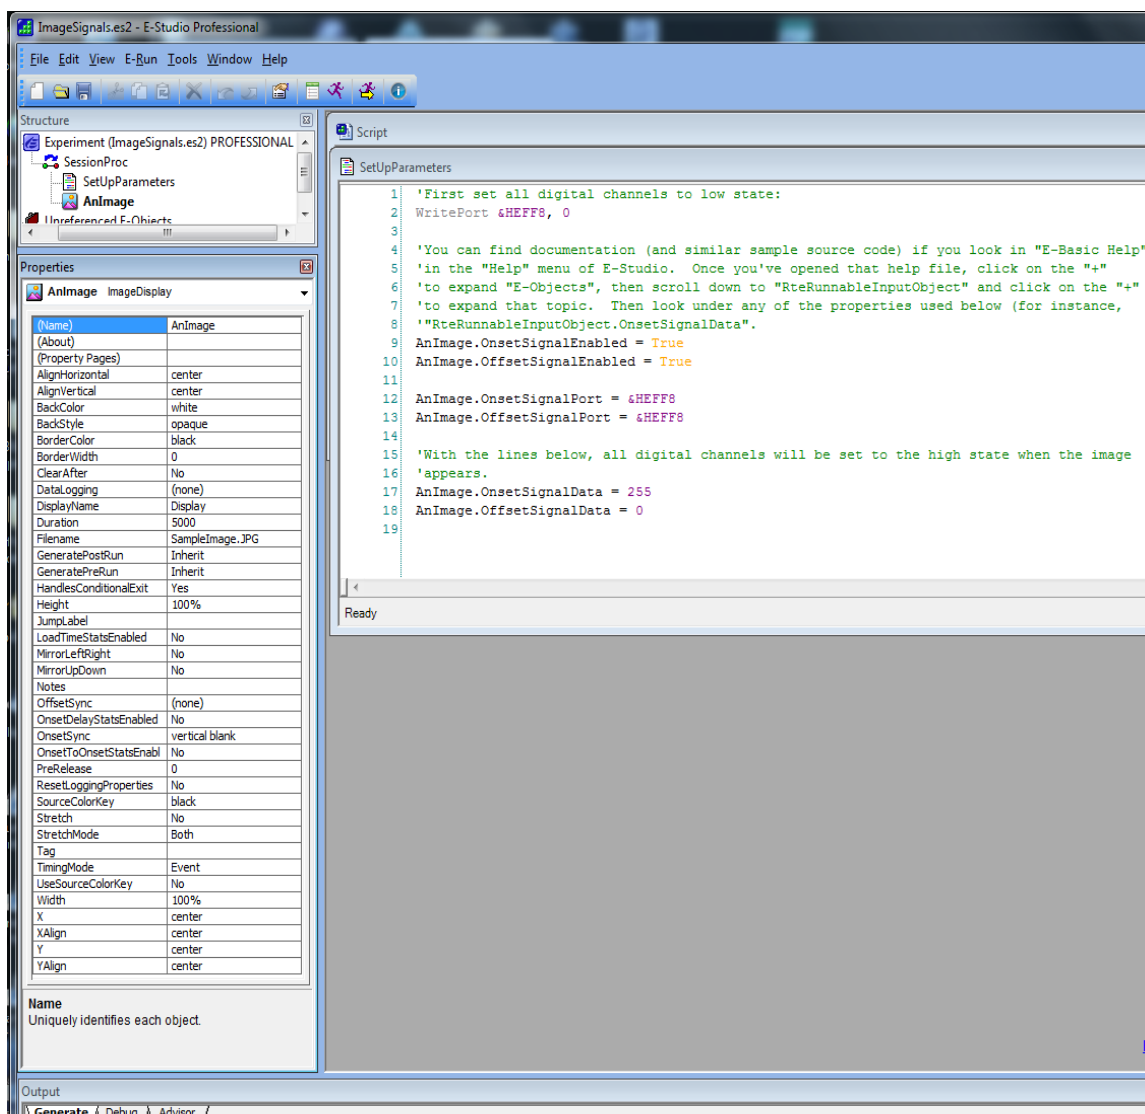 ImageSignals.es2 - E-Studio Professional
File Edit View E-Run Tools Window Help
Structure
Experiment (ImageSignals.es2) PROFESSIONAL
SessionProc
SetUpParameters
AnImage
Unreferenced E-Objects
Properties
AnImage ImageDisplay
(Name) AnImage
(About)
(Property Pages)
AlignHorizontal center
AlignVertical center
BackColor white
BackStyle opaque
BorderColor black
BorderWidth 0
ClearAfter No
DataLogging (none)
DisplayName Display
Duration 5000
Filename SampleImage.JPG
GeneratePostRun Inherit
GeneratePreRun Inherit
HandlesConditionalExit Yes
Height 100%
JumpLabel
LoadTimeStatsEnabled No
MirrorLeftRight No
MirrorUpDown No
Notes
OffsetSync (none)
OnsetDelayStatsEnabled No
OnsetSync vertical blank
OnsetToOnsetStatsEnabl No
PreRelease 0
ResetLoggingProperties No
SourceColorKey black
Stretch No
StretchMode Both
Tag
TimingMode Event
UseSourceColorKey No
Width 100%
X center
XAlign center
Y center
YAlign center
Name
Uniquely identifies each object.
Script
SetUpParameters
1 'First set all digital channels to low state:
2 WritePort &HEFF8, 0
3
4 'You can find documentation (and similar sample source code) if you look in "E-Basic Help"
5 'in the "Help" menu of E-Studio. Once you've opened that help file, click on the "+"
6 'to expand "E-Objects", then scroll down to "RteRunnableInputObject" and click on the "+"
7 'to expand that topic. Then look under any of the properties used below (for instance,
8 '"RteRunnableInputObject.OnsetSignalData".
9 AnImage.OnsetSignalEnabled = True
10 AnImage.OffsetSignalEnabled = True
11
12 AnImage.OnsetSignalPort = &HEFF8
13 AnImage.OffsetSignalPort = &HEFF8
14
15 'With the lines below, all digital channels will be set to the high state when the image
16 'appears.
17 AnImage.OnsetSignalData = 255
18 AnImage.OffsetSignalData = 0
19
Ready
Output
Generate Debug Advisor